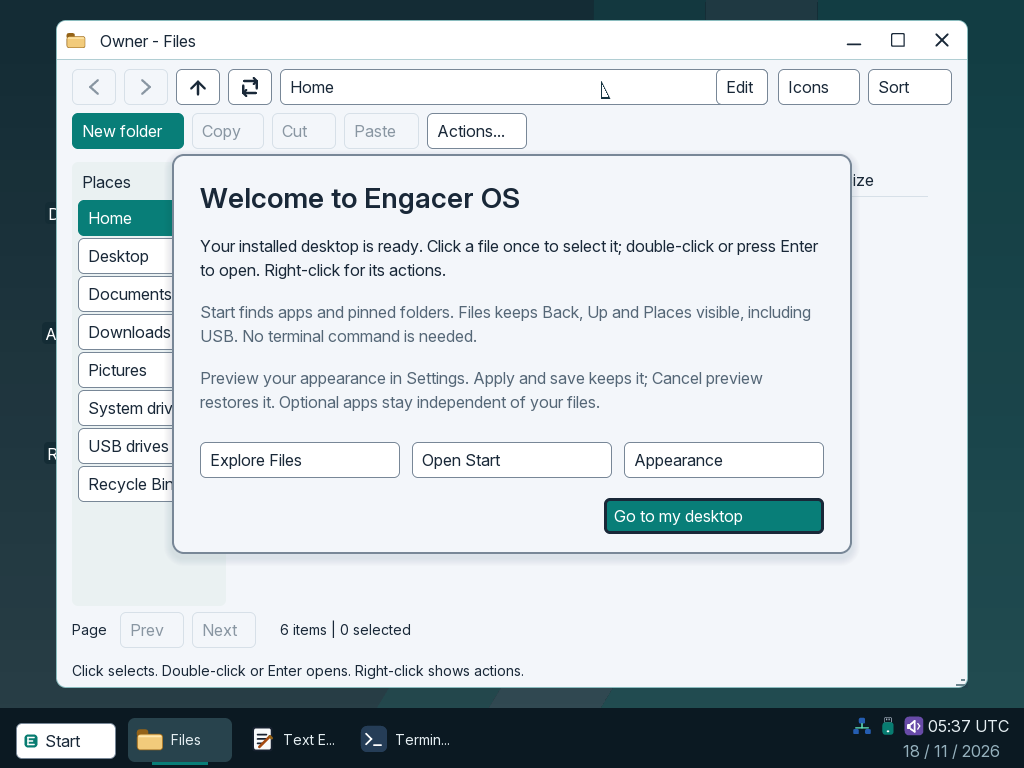 Owner - Files
Home
Edit
Icons
Sort
New folder
Copy
Cut
Paste
Actions...
Places
Home
Desktop
Documents
Downloads
Pictures
System driv
USB drives
Recycle Bin
ize
Welcome to Engacer OS
Your installed desktop is ready. Click a file once to select it; double-click or press Enter
to open. Right-click for its actions.
Start finds apps and pinned folders. Files keeps Back, Up and Places visible, including
USB. No terminal command is needed.
Preview your appearance in Settings. Apply and save keeps it; Cancel preview
restores it. Optional apps stay independent of your files.
Explore Files
Open Start
Appearance
Go to my desktop
D
A
R
Page
Prev
Next
6 items | 0 selected
Click selects. Double-click or Enter opens. Right-click shows actions.
Start
Files
Text E...
Termin...
05:37 UTC
18 / 11 / 2026